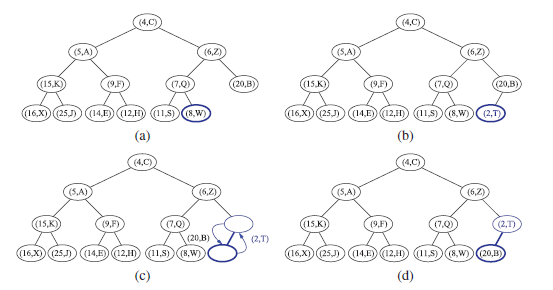 (4,C) (4,C)
(5,A) (6,Z) (5,A) (6,Z)
(15,K) (9,F) (7,Q) (20,B) (15,K) (9,F) (7,Q) (20,B)
(16,X) (25,J) (14,E) (12,H) (11,S) (8,W) (16,X) (25,J) (14,E) (12,H) (11,S) (8,W) (2,T)
(a) (b)
(4,C) (4,C)
(5,A) (6,Z) (5,A) (6,Z)
(15,K) (9,F) (7,Q) (15,K) (9,F) (7,Q) (2,T)
(20,B) (2,T)
(16,X) (25,J) (14,E) (12,H) (11,S) (8,W) (16,X) (25,J) (14,E) (12,H) (11,S) (8,W) (20,B)
(c) (d)